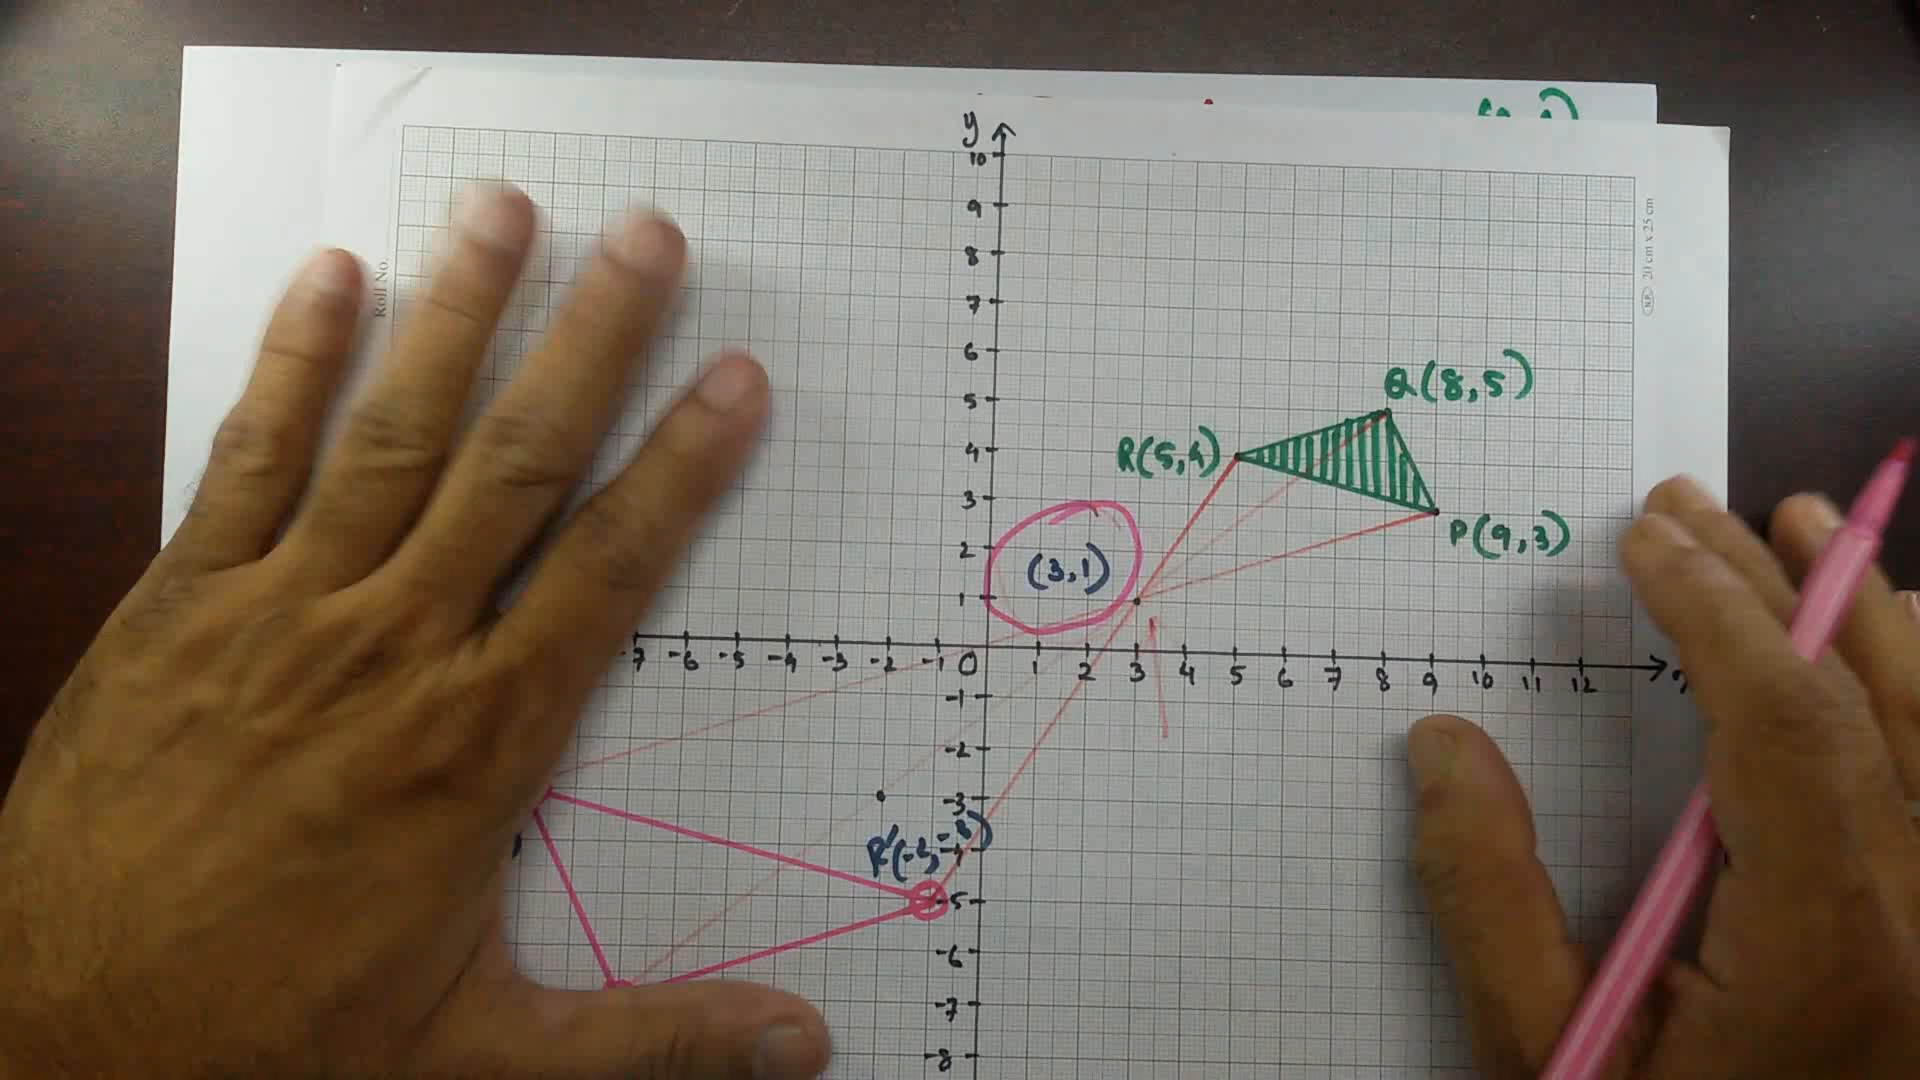 Roll No.
20 cm x 25 cm
N.P.
y
10
9
8
7
6
5
4
3
2
1
Q(8,5)
R(5,4)
P(9,3)
(3,1)
-7 -6 -5 -4 -3 -2 -1 0 1 2 3 4 5 6 7 8 9 10 11 12
-1
-2
-3
-4
-5
-6
-7
-8